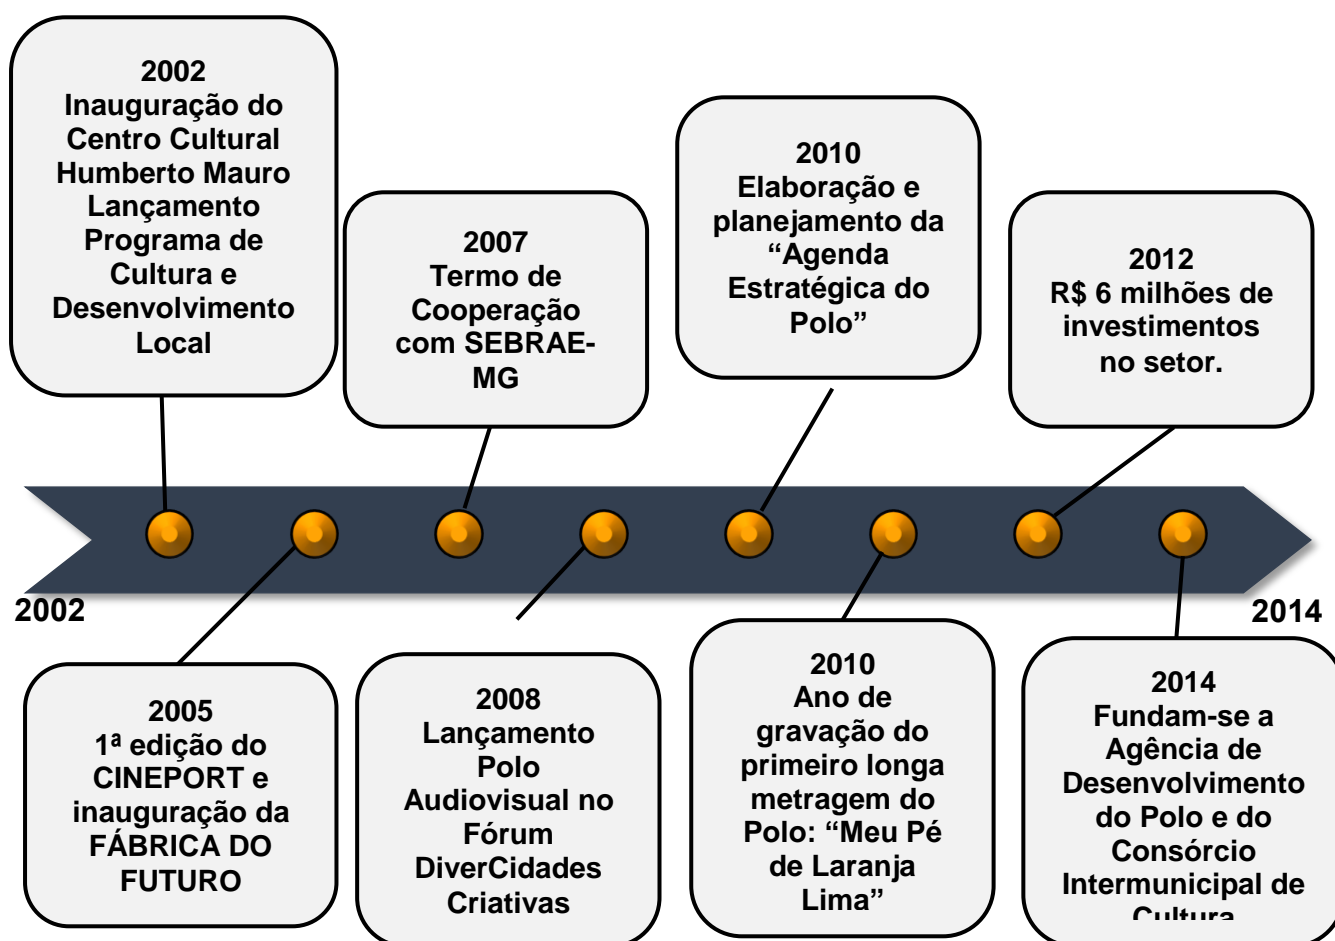 2002
Inauguração do
Centro Cultural
Humberto Mauro
Lançamento
Programa de
Cultura e
Desenvolvimento
Local
2007
Termo de
Cooperação
com SEBRAE-
MG
2010
Elaboração e
planejamento da
“Agenda
Estratégica do
Polo”
2012
R$ 6 milhões de
investimentos
no setor.
2002
2014
2005
1ª edição do
CINEPORT e
inauguração da
FÁBRICA DO
FUTURO
2008
Lançamento
Polo
Audiovisual no
Fórum
DiverCidades
Criativas
2010
Ano de
gravação do
primeiro longa
metragem do
Polo: “Meu Pé
de Laranja
Lima”
2014
Fundam-se a
Agência de
Desenvolvimento
do Polo e do
Consórcio
Intermunicipal de
Cultura